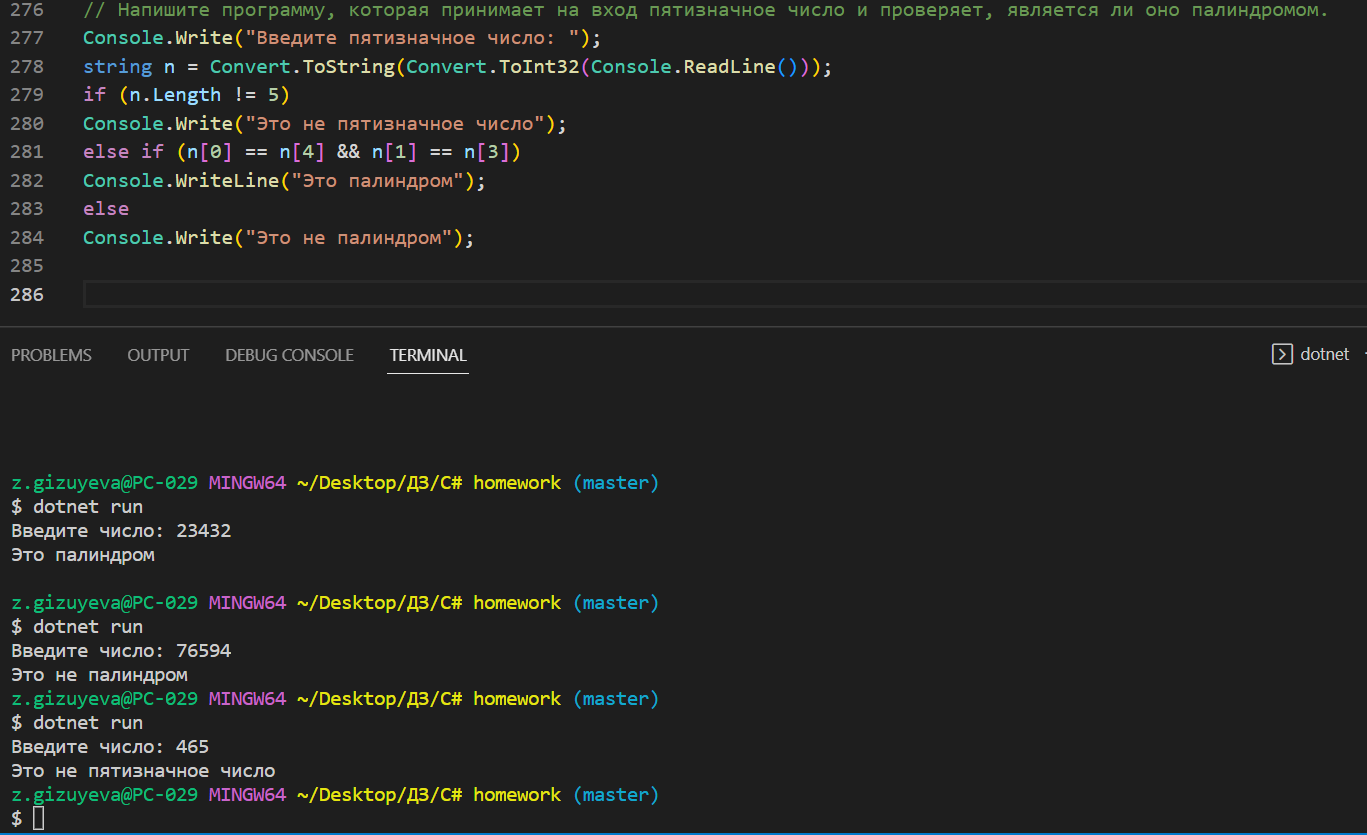 276 // Напишите программу, которая принимает на вход пятизначное число и проверяет, является ли оно палиндромом.
277 Console.Write("Введите пятизначное число: ");
278 string n = Convert.ToString(Convert.ToInt32(Console.ReadLine()));
279 if (n.Length != 5)
280 Console.Write("Это не пятизначное число");
281 else if (n[0] == n[4] && n[1] == n[3])
282 Console.WriteLine("Это палиндром");
283 else
284 Console.Write("Это не палиндром");
285
286
PROBLEMS OUTPUT DEBUG CONSOLE TERMINAL dotnet
z.gizuyeva@PC-029 MINGW64 ~/Desktop/ДЗ/C# homework (master)
$ dotnet run
Введите число: 23432
Это палиндром
z.gizuyeva@PC-029 MINGW64 ~/Desktop/ДЗ/C# homework (master)
$ dotnet run
Введите число: 76594
Это не палиндром
z.gizuyeva@PC-029 MINGW64 ~/Desktop/ДЗ/C# homework (master)
$ dotnet run
Введите число: 465
Это не пятизначное число
z.gizuyeva@PC-029 MINGW64 ~/Desktop/ДЗ/C# homework (master)
$